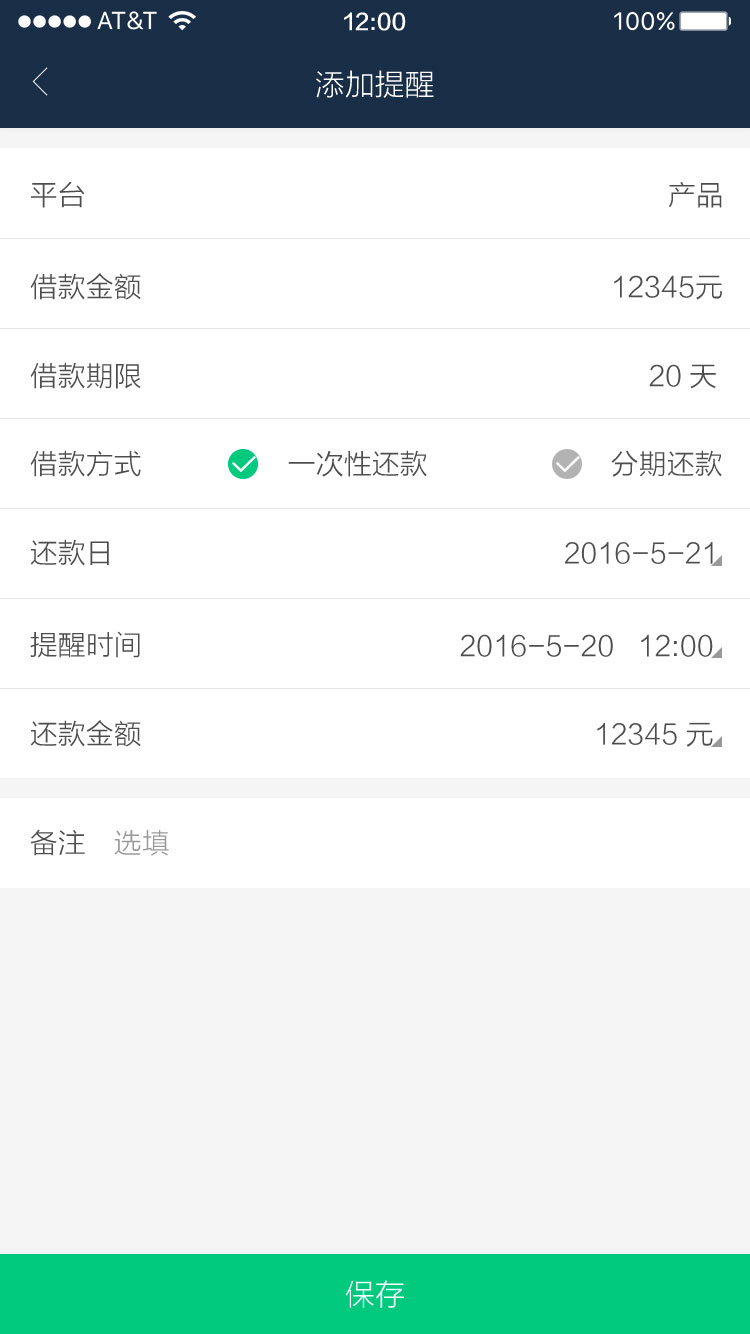 AT&T 12:00 100%
添加提醒
平台 产品
借款金额 12345元
借款期限 20 天
借款方式 一次性还款 分期还款
还款日 2016-5-21
提醒时间 2016-5-20 12:00
还款金额 12345 元
备注 选填
保存